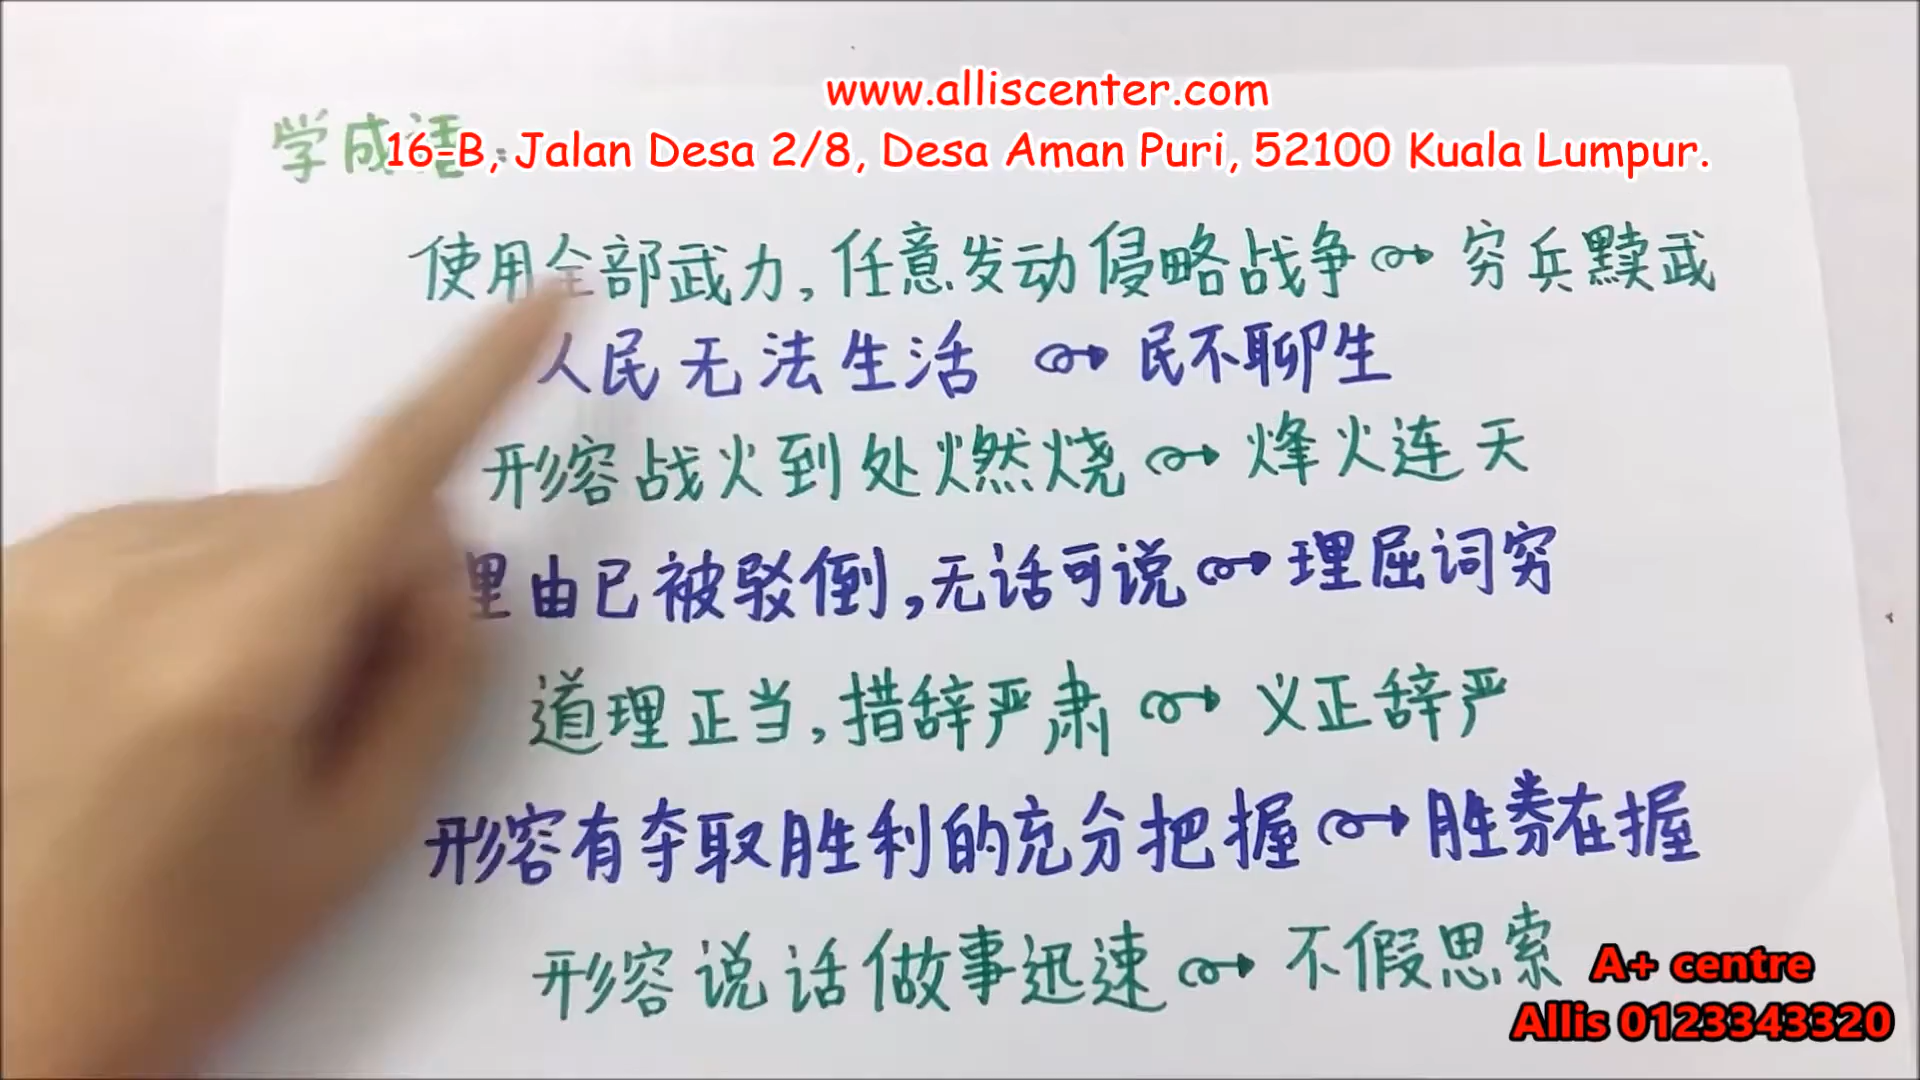 www.alliscenter.com
16-B, Jalan Desa 2/8, Desa Aman Puri, 52100 Kuala Lumpur.
学成语:
使用全部武力，任意发动侵略战争 → 穷兵黩武
人民无法生活 → 民不聊生
形容战火到处燃烧 → 烽火连天
理由已被驳倒，无话可说 → 理屈词穷
道理正当，措辞严肃 → 义正辞严
形容有夺取胜利的充分把握 → 胜券在握
形容说话做事迅速 → 不假思索
A+ centre
Allis 0123343320